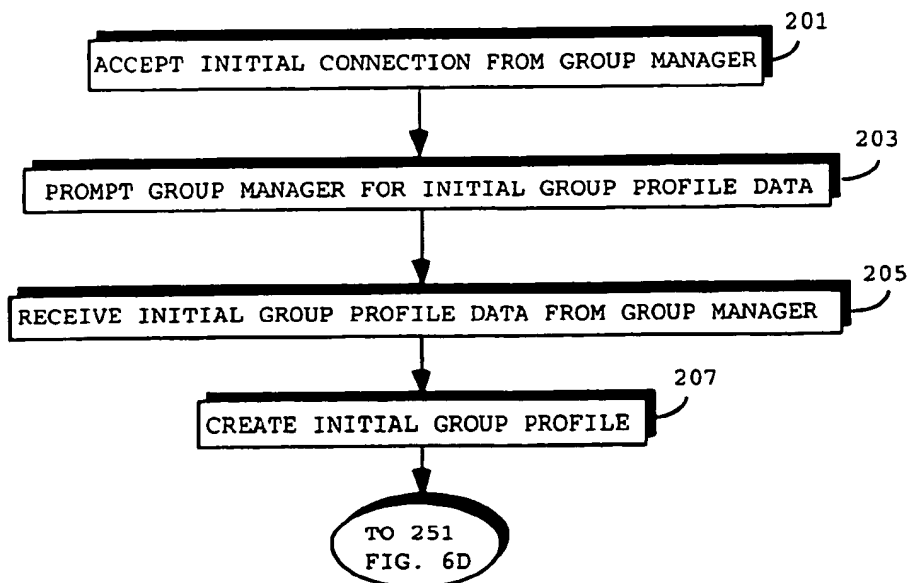 201
ACCEPT INITIAL CONNECTION FROM GROUP MANAGER
203
PROMPT GROUP MANAGER FOR INITIAL GROUP PROFILE DATA
205
RECEIVE INITIAL GROUP PROFILE DATA FROM GROUP MANAGER
207
CREATE INITIAL GROUP PROFILE
TO 251
FIG. 6D